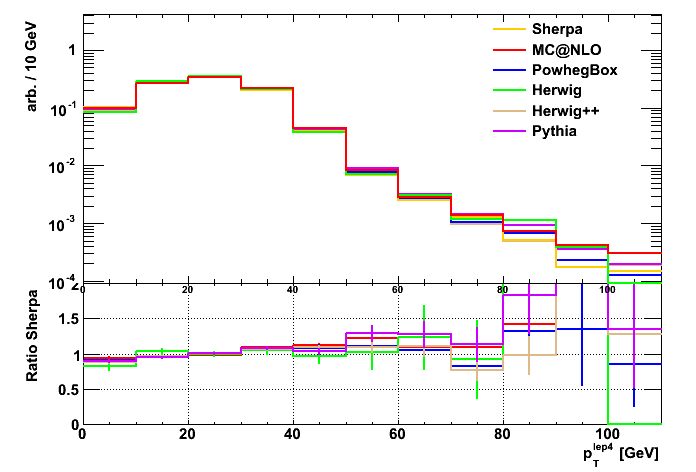 arb. / 10 GeV
1
10^-1
10^-2
10^-3
10^-4
Sherpa
MC@NLO
PowhegBox
Herwig
Herwig++
Pythia
0 20 40 60 80 100
Ratio Sherpa
2
1.5
1
0.5
0
0 20 40 60 80 100
p_T^lep4 [GeV]